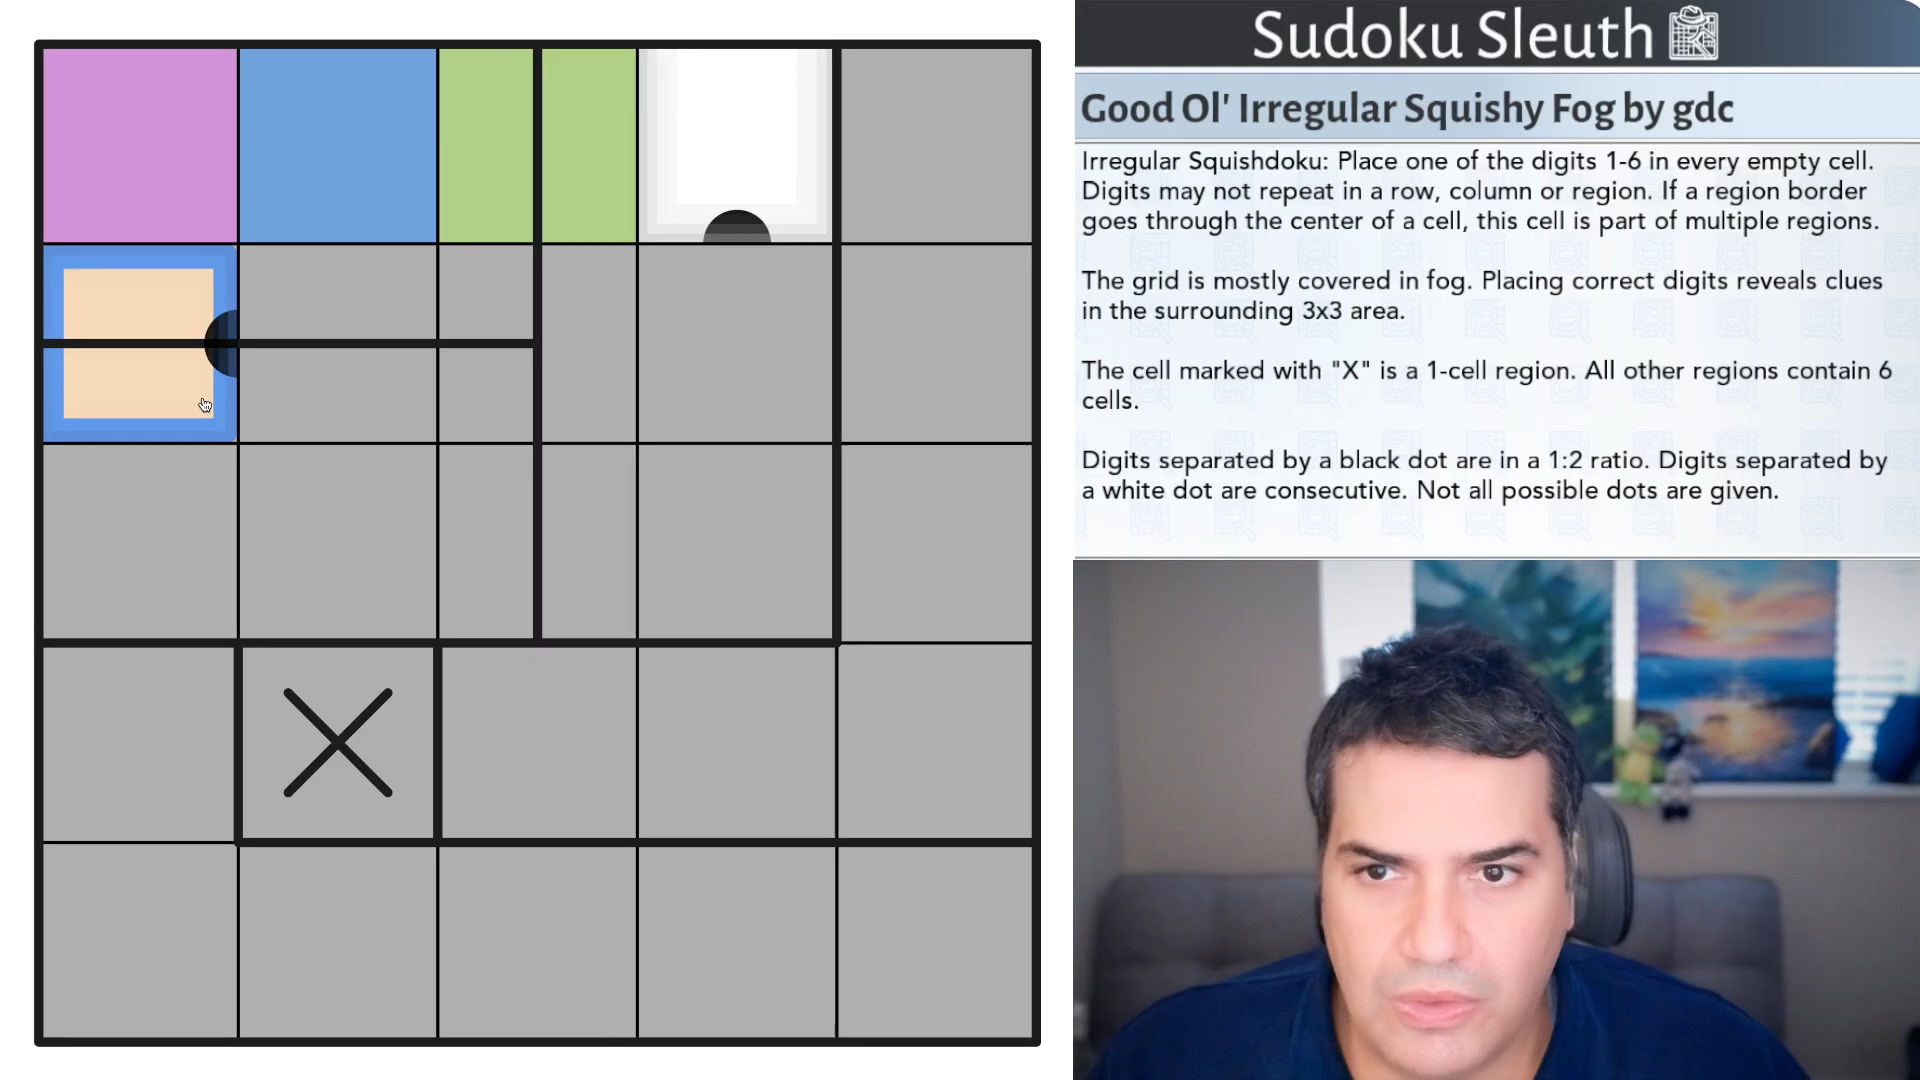 Sudoku Sleuth
Good Ol' Irregular Squishy Fog by gdc
Irregular Squishdoku: Place one of the digits 1-6 in every empty cell.
Digits may not repeat in a row, column or region. If a region border
goes through the center of a cell, this cell is part of multiple regions.
The grid is mostly covered in fog. Placing correct digits reveals clues
in the surrounding 3x3 area.
The cell marked with "X" is a 1-cell region. All other regions contain 6
cells.
Digits separated by a black dot are in a 1:2 ratio. Digits separated by
a white dot are consecutive. Not all possible dots are given.
X